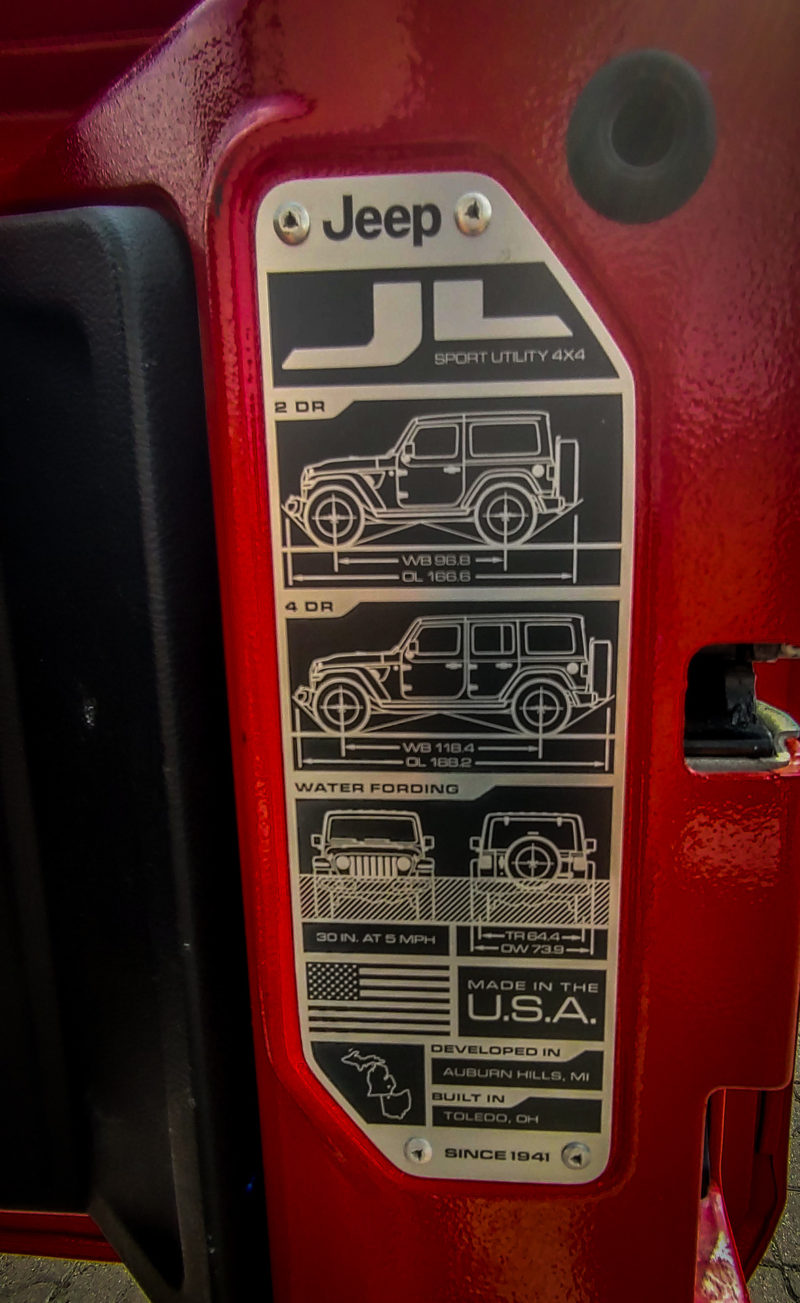 Jeep
JL
SPORT UTILITY 4X4
2 DR
WB 96.8
OL 166.6
4 DR
WB 118.4
OL 188.2
WATER FORDING
30 IN. AT 5 MPH
TR 64.4
OW 73.9
MADE IN THE
U.S.A.
DEVELOPED IN
AUBURN HILLS, MI
BUILT IN
TOLEDO, OH
SINCE 1941